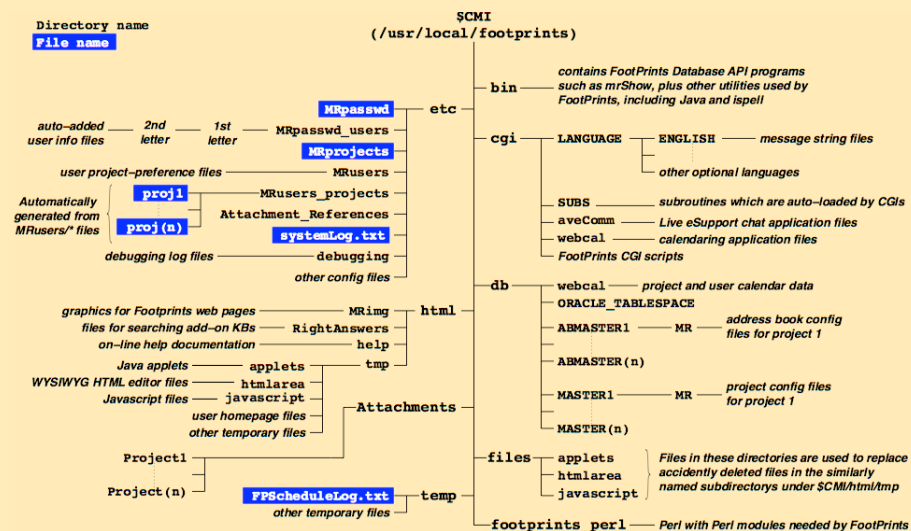 $CMI
(/usr/local/footprints)
Directory name
File name
MRpasswd
etc
auto-added
user info files
2nd
letter
1st
letter
MRpasswd_users
MRprojects
user project-preference files
MRusers
proj1
MRusers_projects
Automatically
generated from
MRusers/* files
proj(n)
Attachment_References
systemLog.txt
debugging log files
debugging
other config files
graphics for Footprints web pages
MRimg
html
files for searching add-on KBs
RightAnswers
on-line help documentation
help
Java applets
applets
tmp
WYSIWYG HTML editor files
htmlarea
Javascript files
javascript
user homepage files
other temporary files
Attachments
Project1
Project(n)
FPScheduleLog.txt
temp
other temporary files
bin
contains FootPrints Database API programs
such as mrShow, plus other utilities used by
FootPrints, including Java and ispell
cgi
LANGUAGE
ENGLISH
message string files
other optional languages
SUBS
subroutines which are auto-loaded by CGIs
aveComm
Live eSupport chat application files
webcal
calendaring application files
FootPrints CGI scripts
db
webcal
project and user calendar data
ORACLE_TABLESPACE
ABMASTER1
MR
address book config
files for project 1
ABMASTER(n)
MASTER1
MR
project config files
for project 1
MASTER(n)
files
applets
htmlarea
javascript
Files in these directories are used to replace
accidently deleted files in the similarly
named subdirectorys under $CMI/html/tmp
footprints_perl
Perl with Perl modules needed by FootPrints